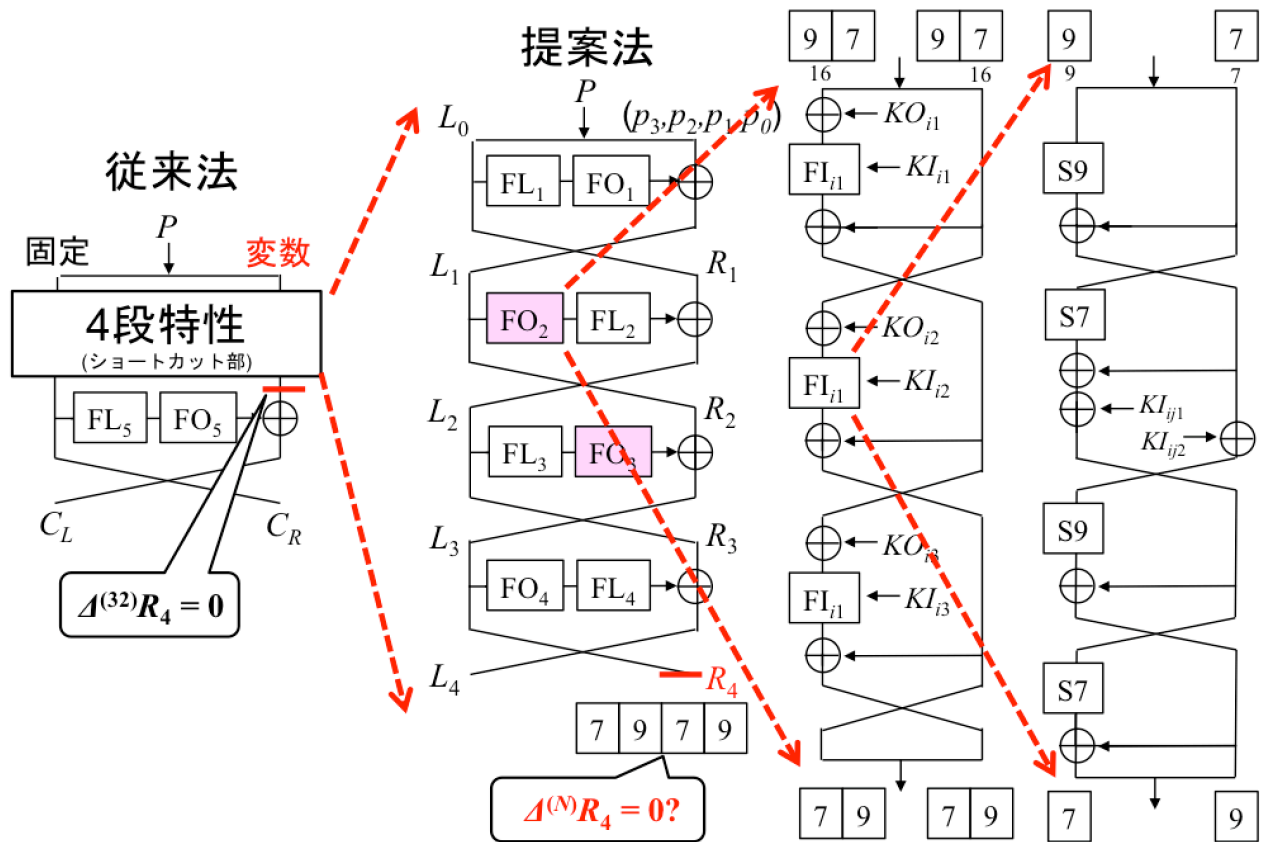 従来法
P
固定
変数
4段特性
(ショートカット部)
FL5
FO5
CL
CR
Δ(32)R4 = 0
提案法
P
L0
(p3,p2,p1,p0)
FL1
FO1
L1
R1
FO2
FL2
L2
R2
FL3
FO3
L3
R3
FO4
FL4
L4
R4
7 9 7 9
Δ(N)R4 = 0?
9 7
9 7
16
16
KOi1
FIi1
KIi1
KOi2
FIi1
KIi2
KOi3
FIi1
KIi3
7 9
7 9
9
7
9
7
S9
S7
KIij1
KIij2
S9
S7
7
9